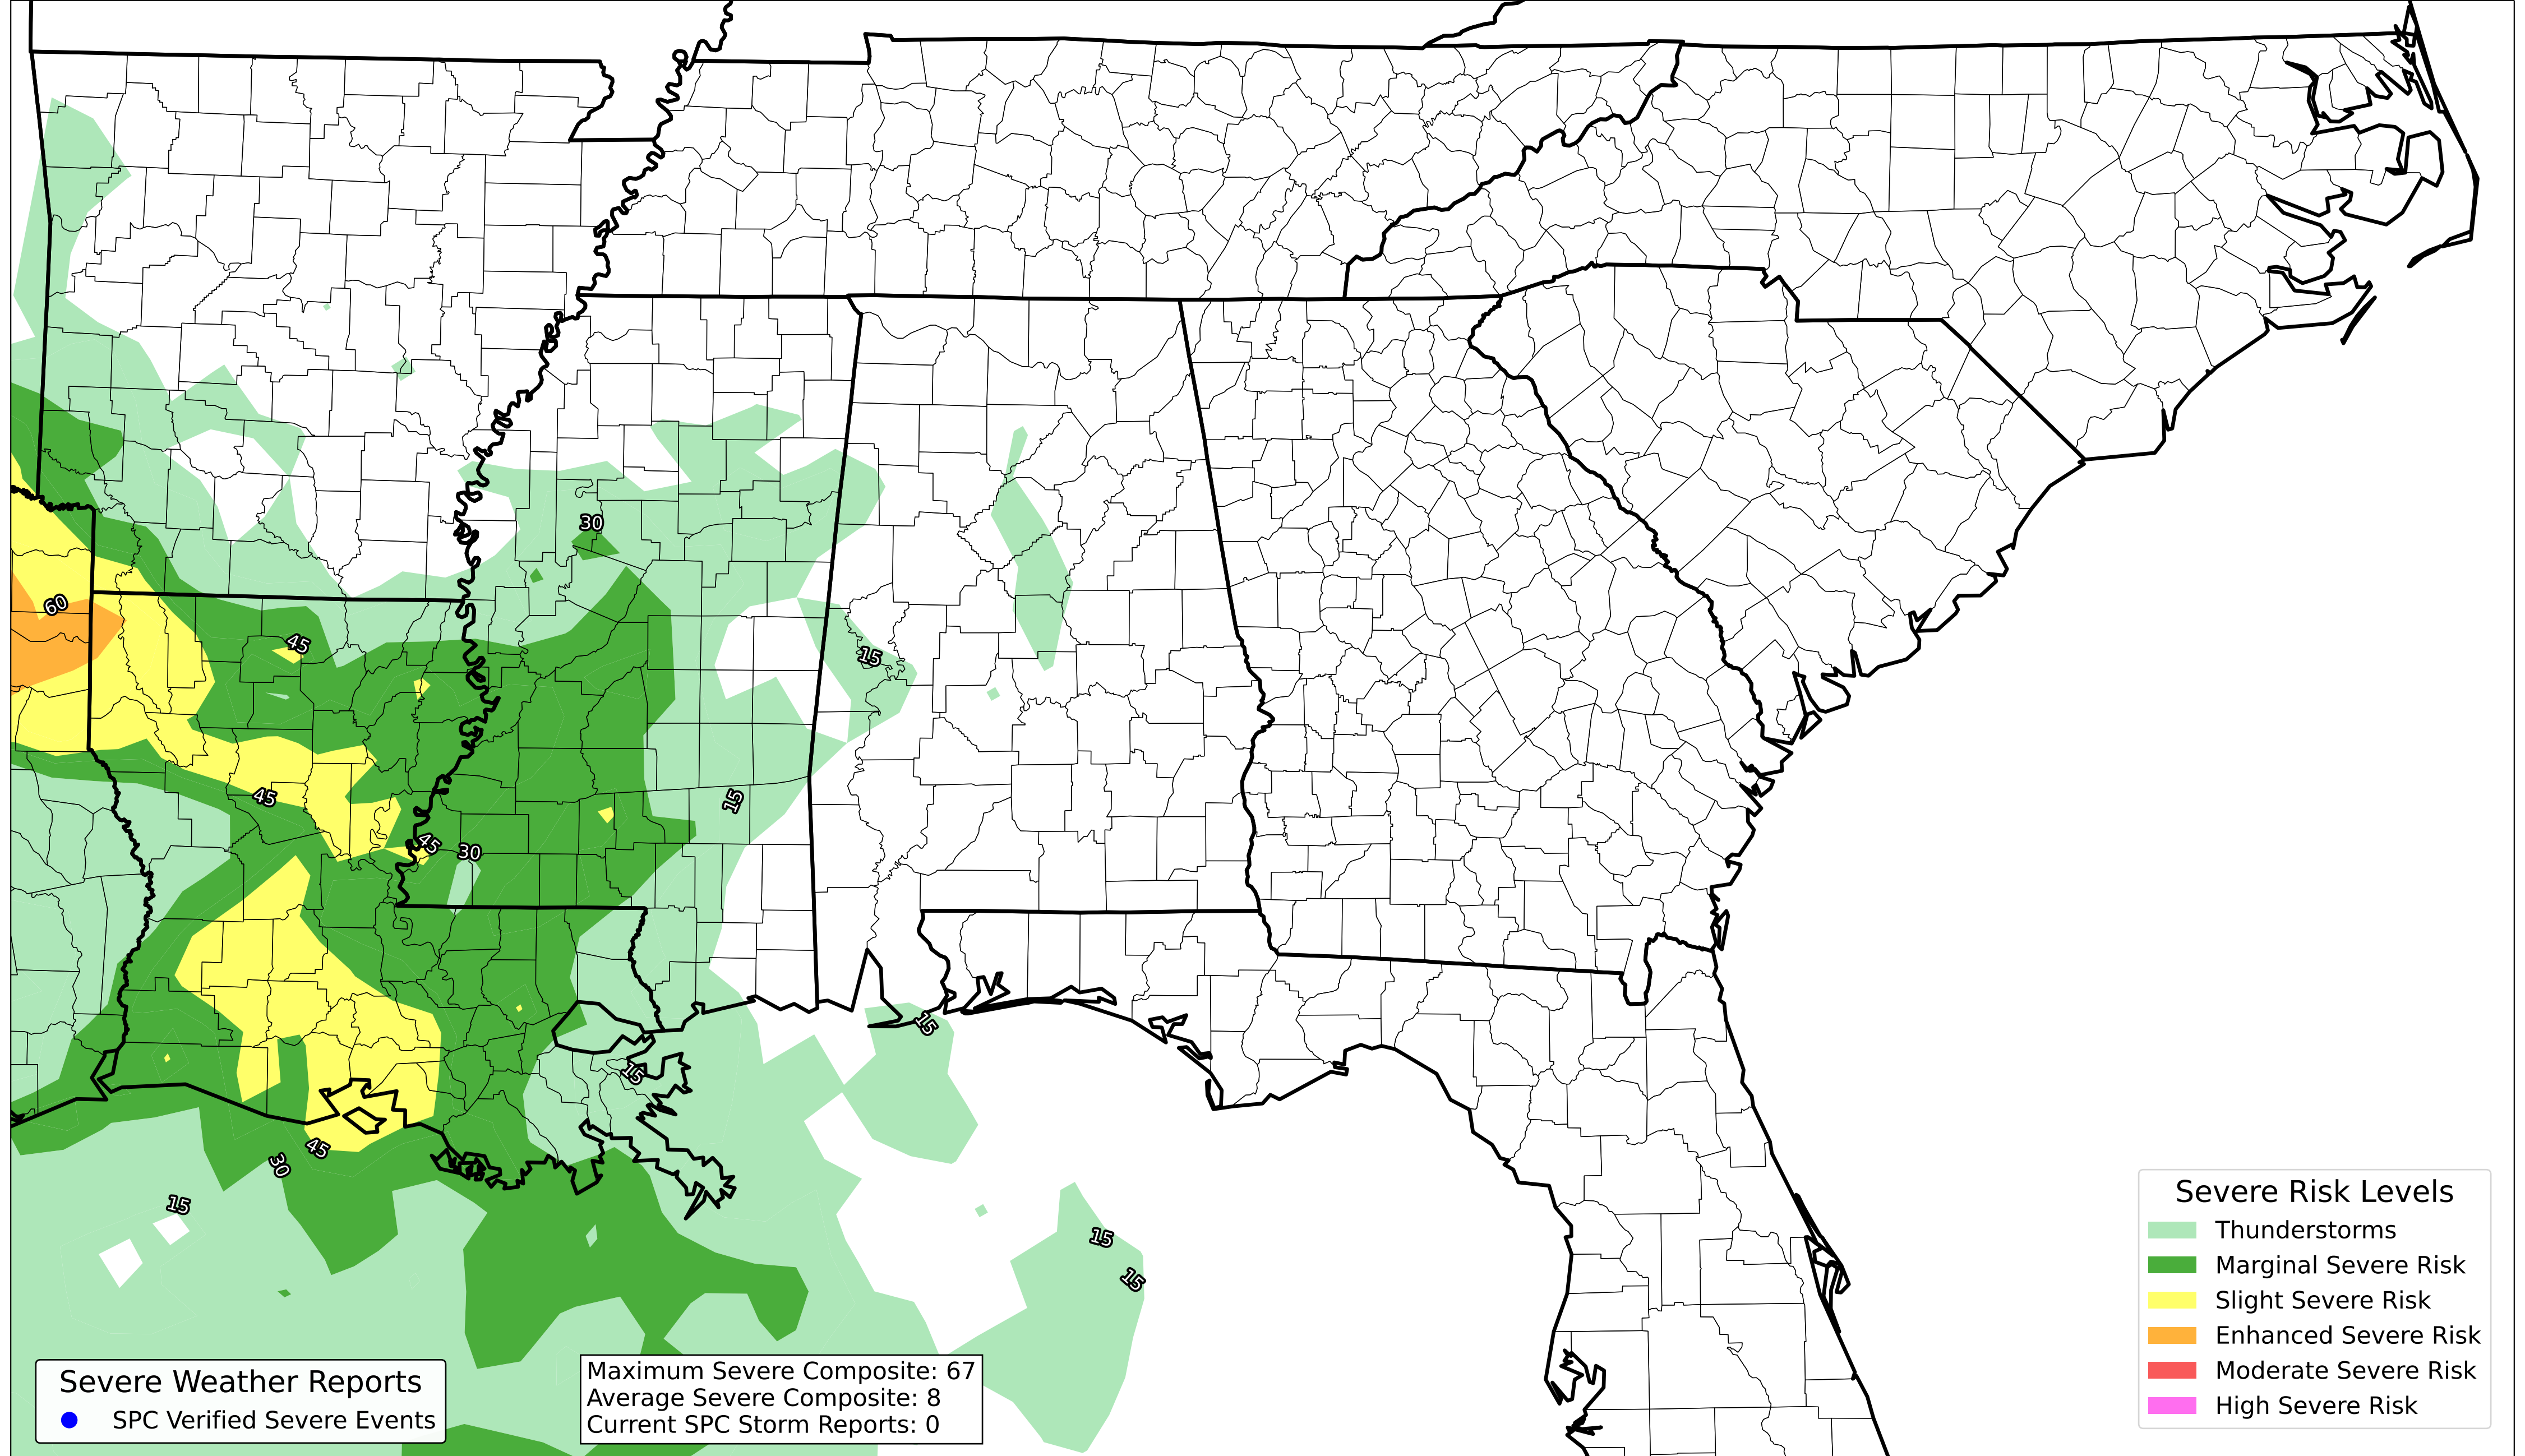 30
60
45
15
45
15
45
30
15
15
45
30
15
15
15
Severe Weather Reports
SPC Verified Severe Events
Maximum Severe Composite: 67
Average Severe Composite: 8
Current SPC Storm Reports: 0
Severe Risk Levels
Thunderstorms
Marginal Severe Risk
Slight Severe Risk
Enhanced Severe Risk
Moderate Severe Risk
High Severe Risk